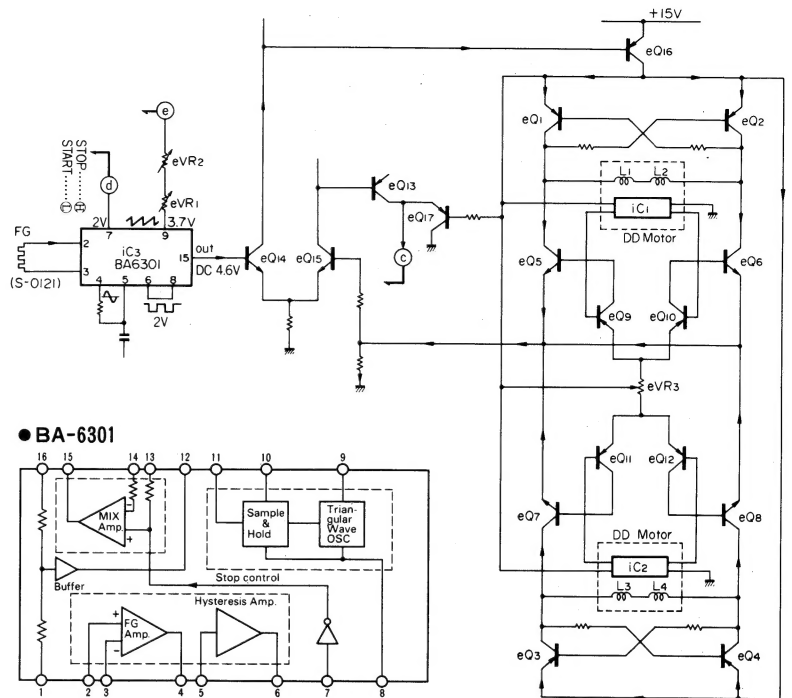 +15V
eQ16
eQ1
eQ2
e
STOP......Ⓗ
START......Ⓛ
d
eVR2
eVR1
2V
3.7V
7
9
FG
2
3
(S-0121)
iC3
BA6301
15
out
DC 4.6V
4
5
6
8
2V
eQ13
eQ17
c
eQ14
eQ15
L1
L2
iC1
DD Motor
eQ5
eQ6
eQ9
eQ10
eVR3
eQ11
eQ12
eQ7
eQ8
DD Motor
iC2
L3
L4
eQ3
eQ4
● BA-6301
16
15
14
13
12
11
10
9
MIX
Amp.
-
+
Sample
&
Hold
Trian-
gular
Wave
OSC
Buffer
Stop control
Hysteresis Amp.
+
FG
Amp.
-
1
2
3
4
5
6
7
8